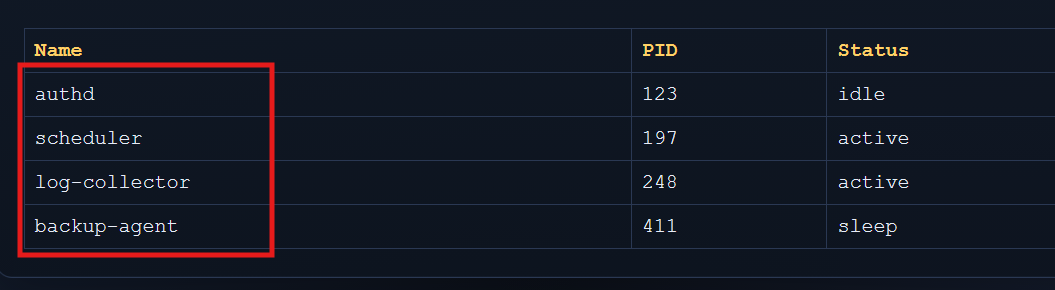 Name PID Status
authd 123 idle
scheduler 197 active
log-collector 248 active
backup-agent 411 sleep